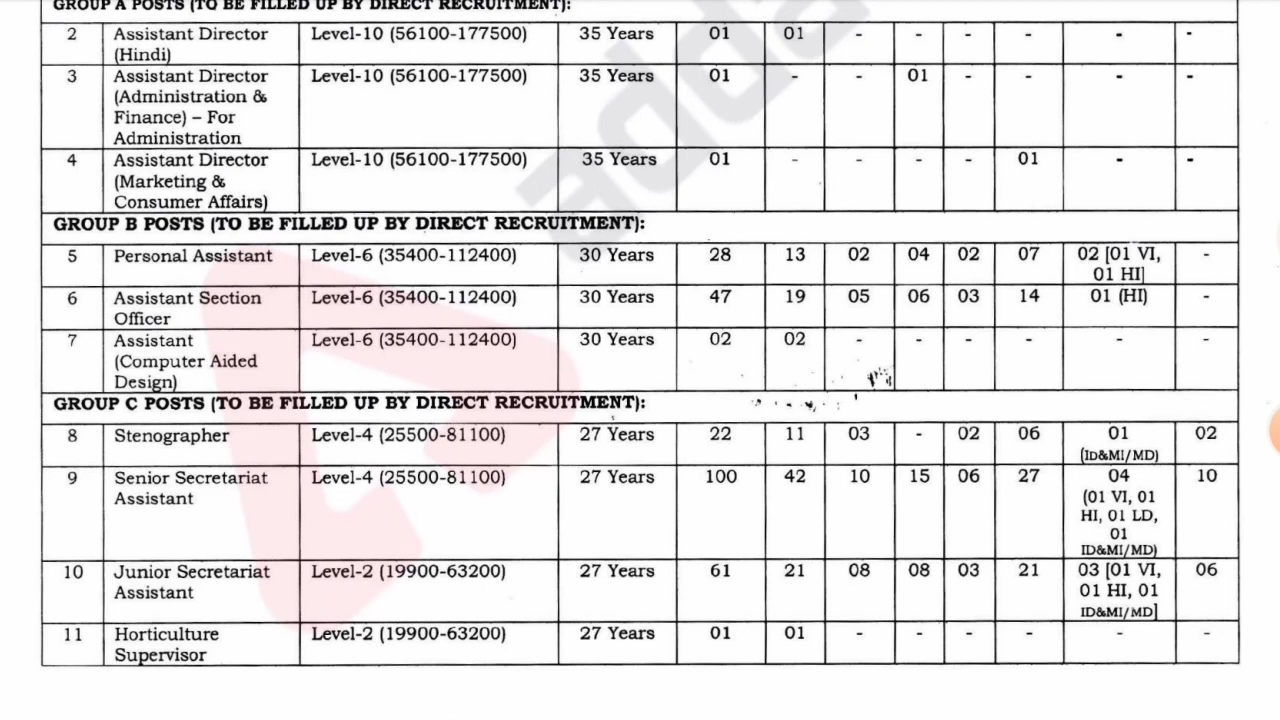 GROUP A POSTS (TO BE FILLED UP BY DIRECT RECRUITMENT):
2 Assistant Director Level-10 (56100-177500) 35 Years 01 01 - - - - - -
(Hindi)
3 Assistant Director Level-10 (56100-177500) 35 Years 01 - - 01 - - - -
(Administration &
Finance) – For
Administration
4 Assistant Director Level-10 (56100-177500) 35 Years 01 - - - - 01 - -
(Marketing &
Consumer Affairs)
GROUP B POSTS (TO BE FILLED UP BY DIRECT RECRUITMENT):
5 Personal Assistant Level-6 (35400-112400) 30 Years 28 13 02 04 02 07 02 [01 VI, -
01 HI]
6 Assistant Section Level-6 (35400-112400) 30 Years 47 19 05 06 03 14 01 (HI) -
Officer
7 Assistant Level-6 (35400-112400) 30 Years 02 02 - - - - - -
(Computer Aided
Design)
GROUP C POSTS (TO BE FILLED UP BY DIRECT RECRUITMENT):
8 Stenographer Level-4 (25500-81100) 27 Years 22 11 03 - 02 06 01 02
(ID&MI/MD)
9 Senior Secretariat Level-4 (25500-81100) 27 Years 100 42 10 15 06 27 04 10
Assistant (01 VI, 01
HI, 01 LD,
01
ID&MI/MD)
10 Junior Secretariat Level-2 (19900-63200) 27 Years 61 21 08 08 03 21 03 [01 VI, 06
Assistant 01 HI, 01
ID&MI/MD]
11 Horticulture Level-2 (19900-63200) 27 Years 01 01 - - - - - -
Supervisor
adda